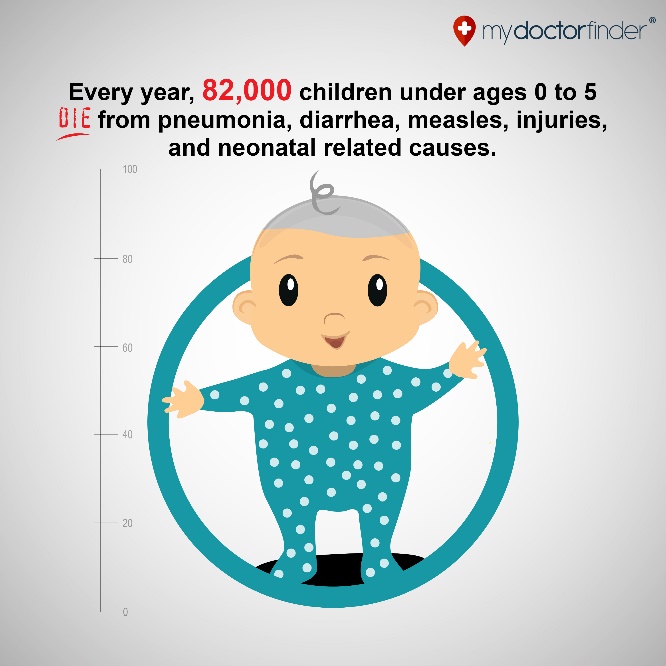 mydoctorfinder®
Every year, 82,000 children under ages 0 to 5
DIE from pneumonia, diarrhea, measles, injuries,
and neonatal related causes.
100
80
60
40
20
0